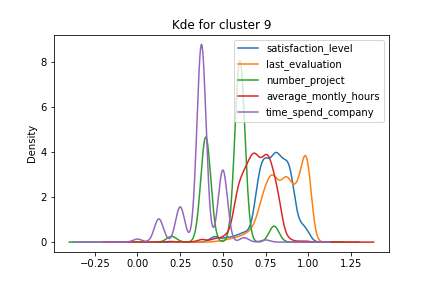 Kde for cluster 9
satisfaction_level
last_evaluation
number_project
average_montly_hours
time_spend_company
Density
8
6
4
2
0
−0.25 0.00 0.25 0.50 0.75 1.00 1.25